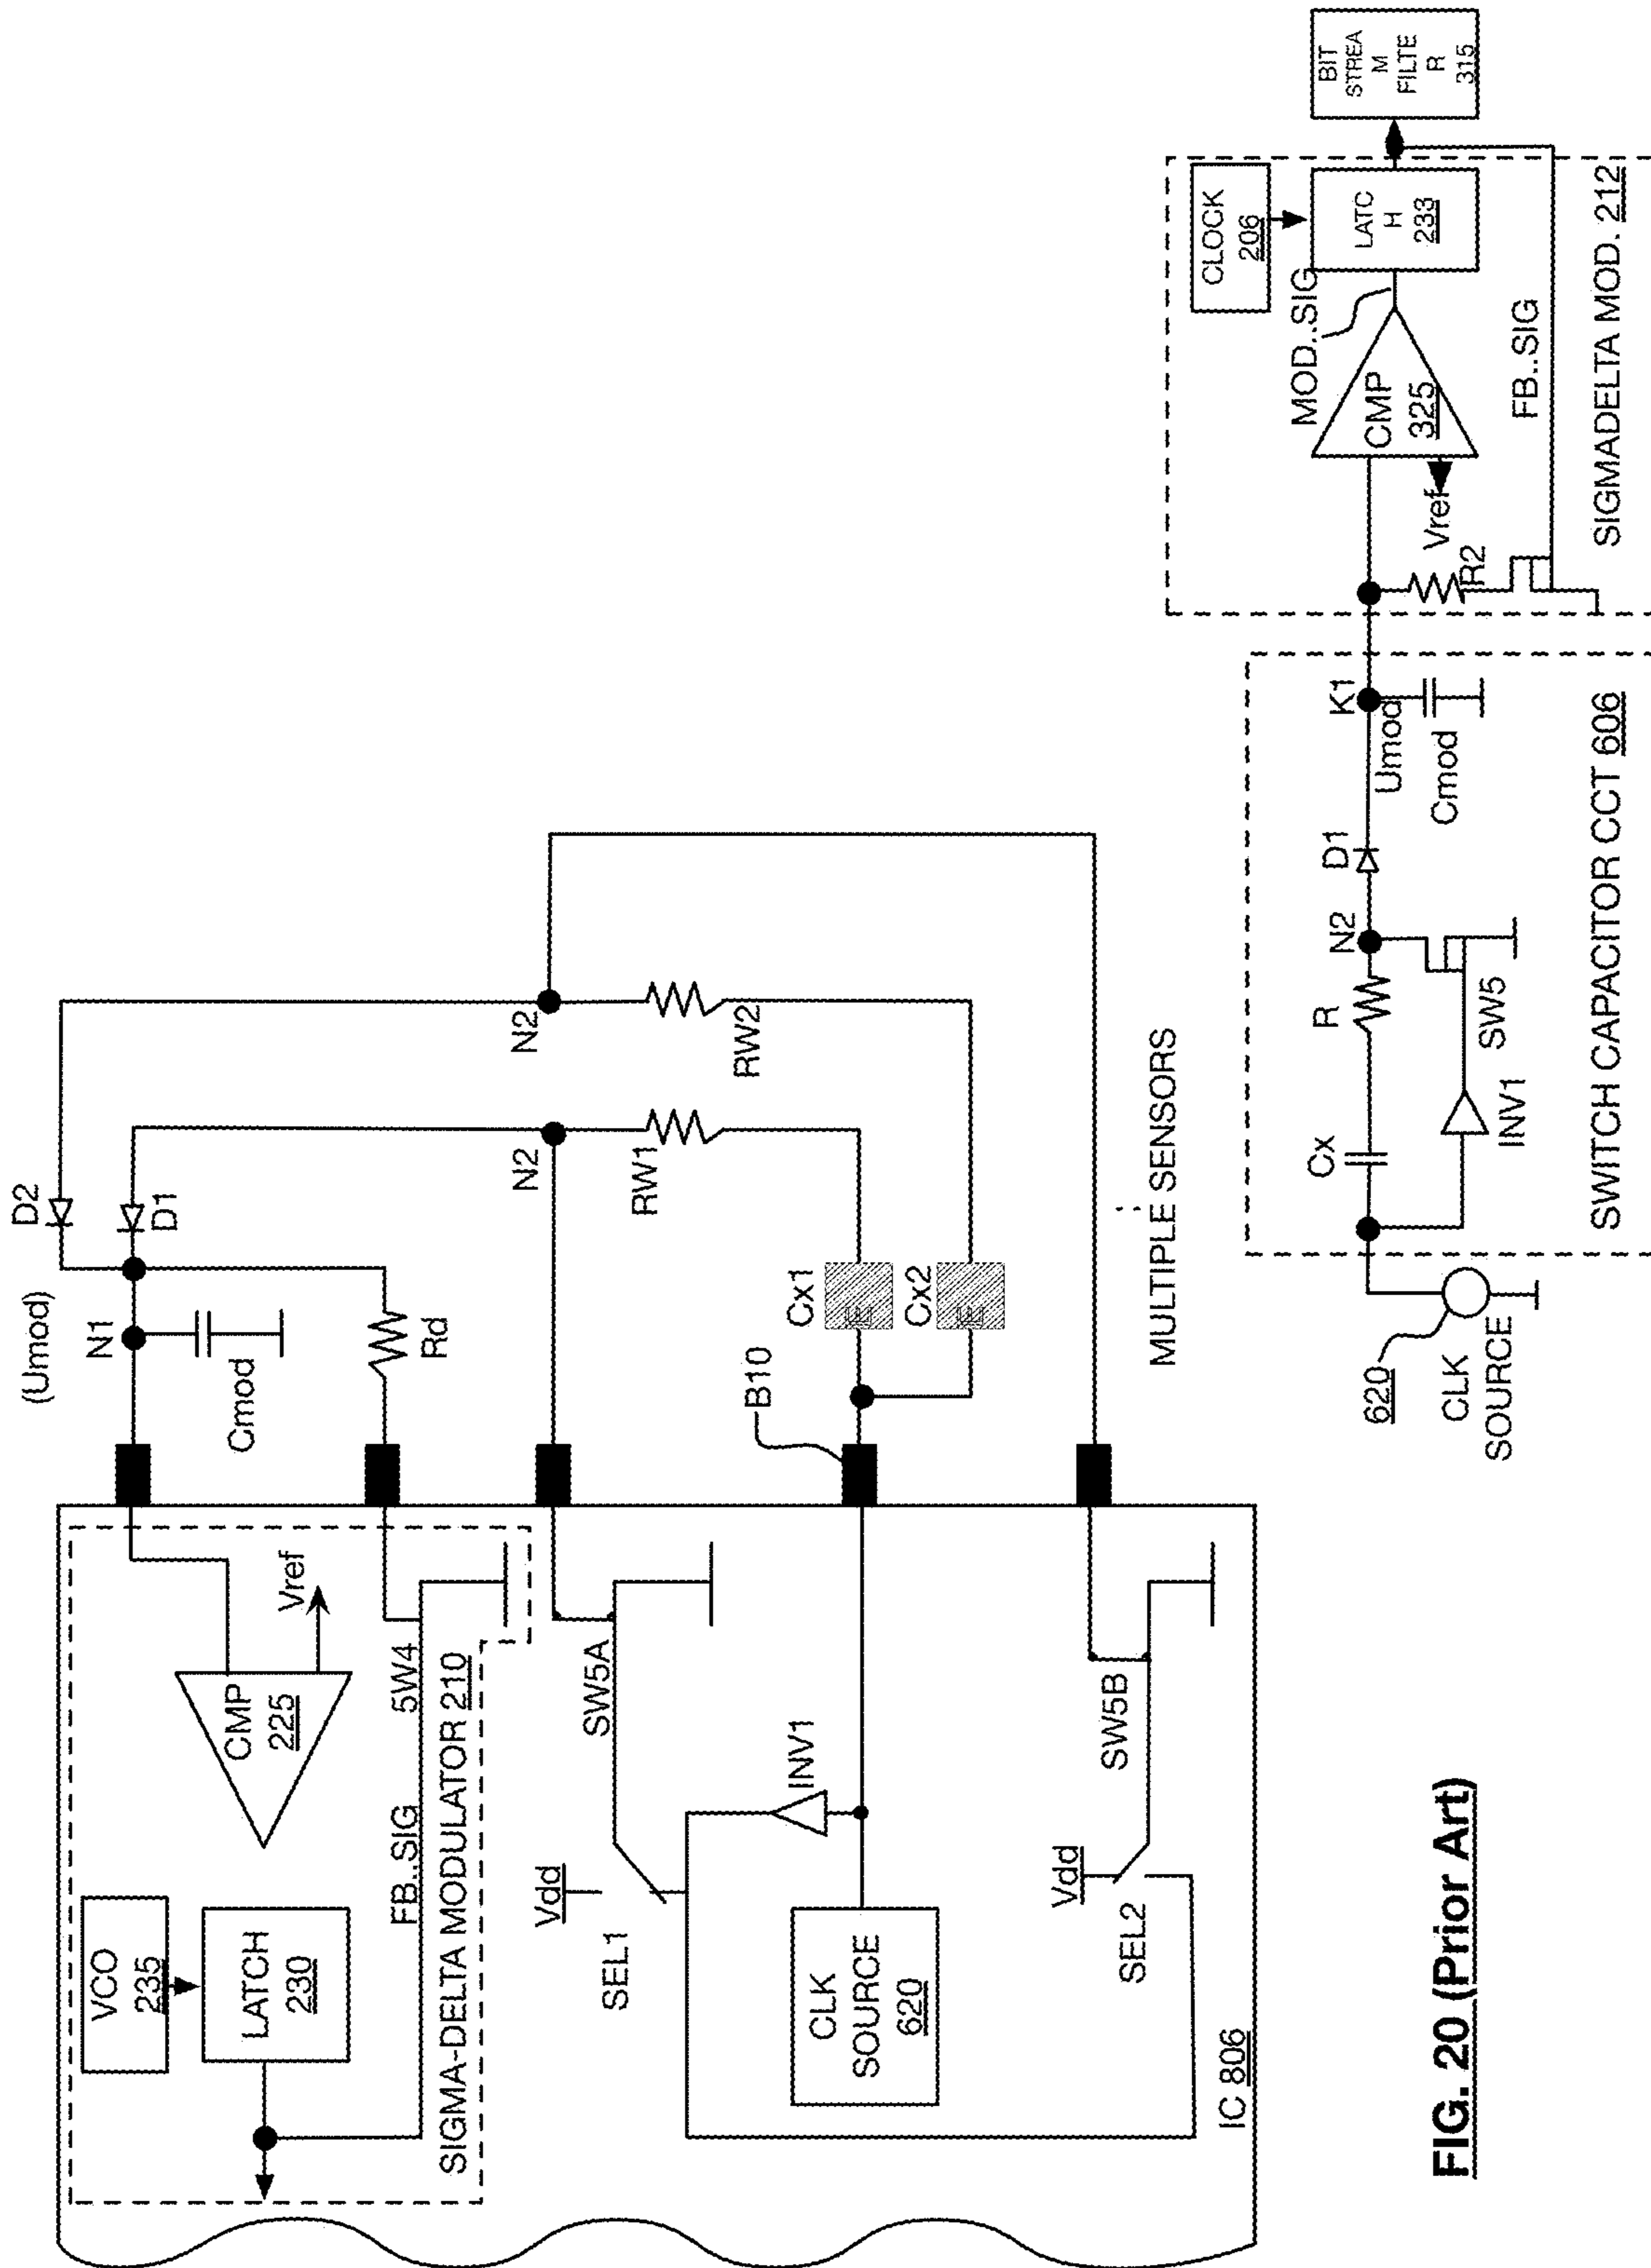 (Umod)
D2
N1
D1
Cmod
Rd
N2
N2
RW1
RW2
B10
Cx1
E
Cx2
E
MULTIPLE SENSORS
VCO
235
LATCH
230
CMP
225
Vref
FB..SIG
5W4
SIGMA-DELTA MODULATOR 210
Vdd
SEL1
SW5A
INV1
CLK
SOURCE
620
Vdd
SEL2
SW5B
IC 806
620
CLK
SOURCE
Cx
R
N2
D1
K1
Umod
Cmod
INV1
SW5
SWITCH CAPACITOR CCT 606
CLOCK
206
MOD..SIG
LATC
H
233
CMP
325
Vref
R2
FB..SIG
SIGMADELTA MOD. 212
BIT
STREA
M
FILTE
R
315
FIG. 20 (Prior Art)